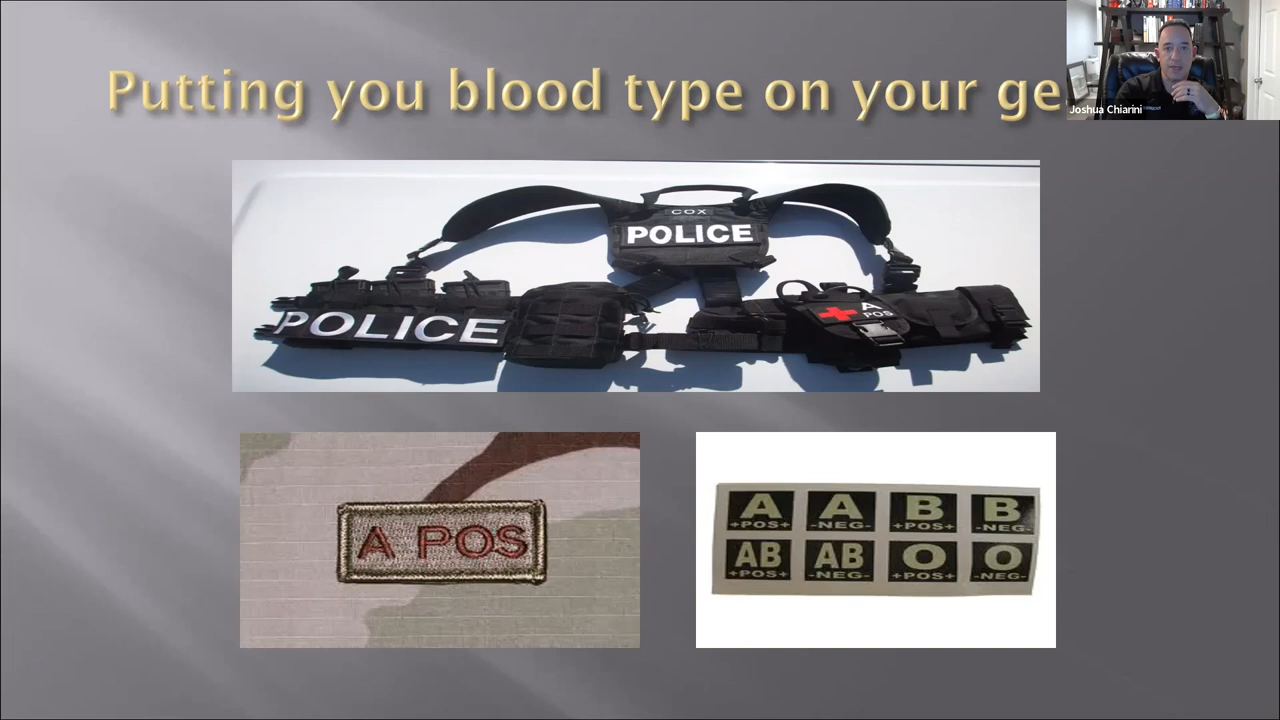 Putting you blood type on your ge
Joshua Chiarini
COX
POLICE
POLICE
A
POS
A POS
A A B B
+POS+ -NEG- +POS+ -NEG-
AB AB O O
+POS+ -NEG- +POS+ -NEG-